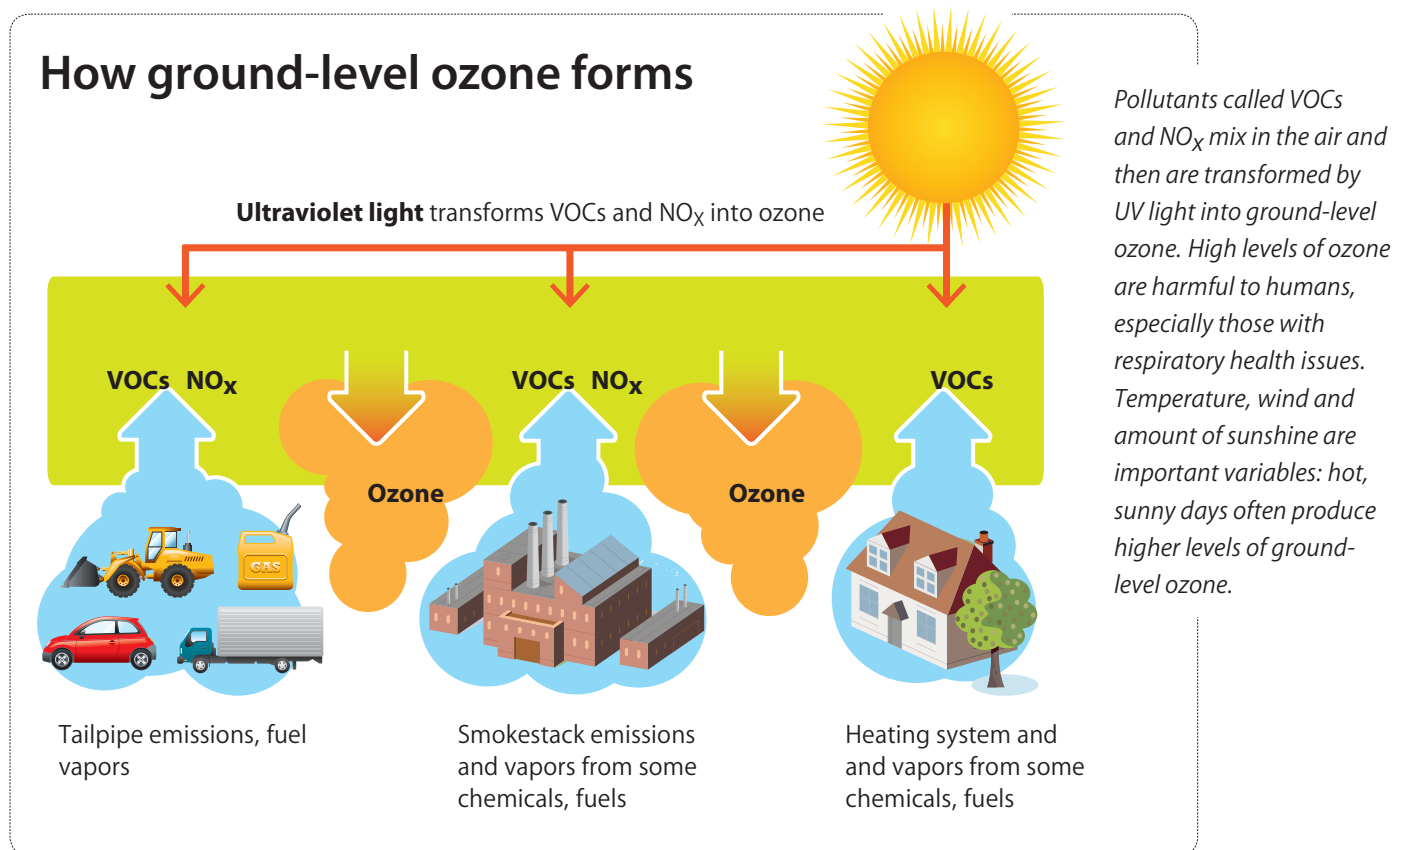 How ground-level ozone forms
Ultraviolet light transforms VOCs and NOX into ozone
VOCs NOX
VOCs NOX
VOCs
Ozone
Ozone
GAS
Tailpipe emissions, fuel
vapors
Smokestack emissions
and vapors from some
chemicals, fuels
Heating system and
and vapors from some
chemicals, fuels
Pollutants called VOCs
and NOX mix in the air and
then are transformed by
UV light into ground-level
ozone. High levels of ozone
are harmful to humans,
especially those with
respiratory health issues.
Temperature, wind and
amount of sunshine are
important variables: hot,
sunny days often produce
higher levels of ground-
level ozone.